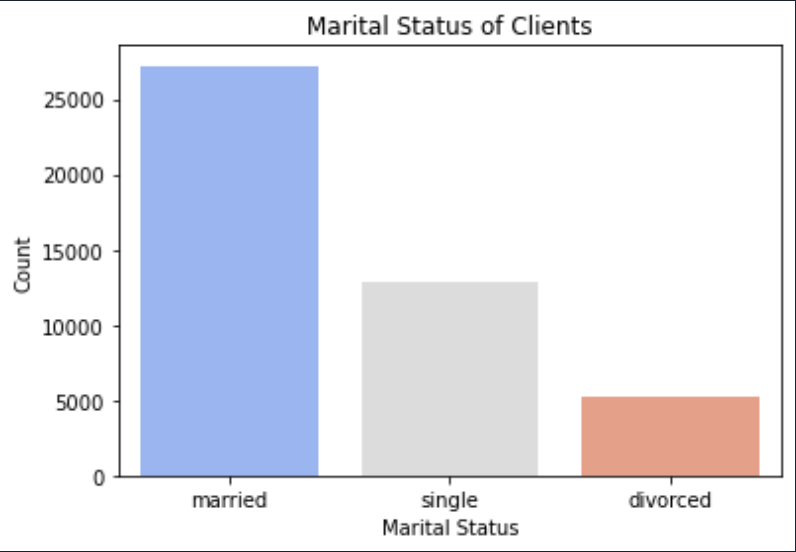 Marital Status of Clients
25000
20000
15000
10000
5000
0
Count
married single divorced
Marital Status